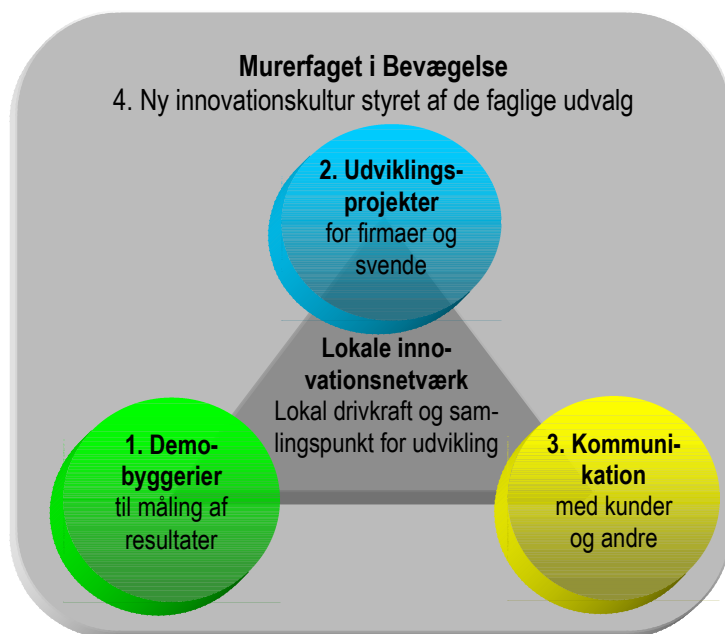 Murerfaget i Bevægelse
4. Ny innovationskultur styret af de faglige udvalg
2. Udviklings-
projekter
for firmaer og
svende
Lokale inno-
vationsnetværk
Lokal drivkraft og sam-
lingspunkt for udvikling
1. Demo-
byggerier
til måling af
resultater
3. Kommuni-
kation
med kunder
og andre